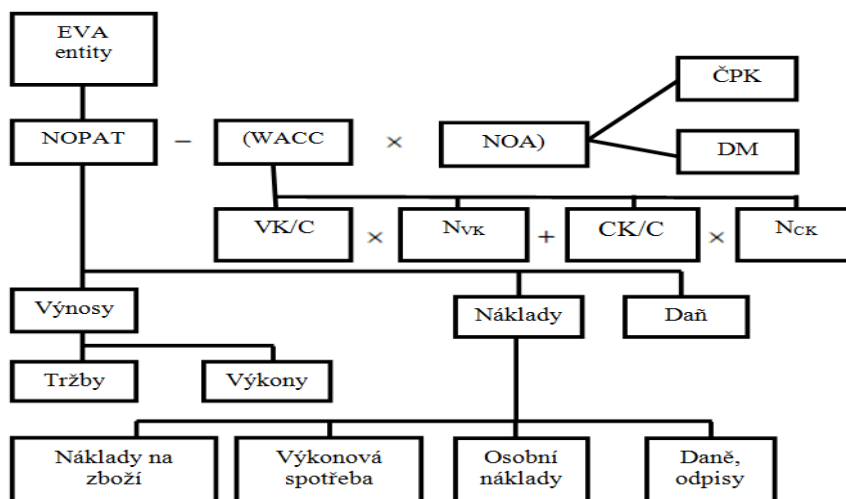 EVA
entity
ČPK
NOPAT – (WACC × NOA)
DM
VK/C × NVK + CK/C × NCK
Výnosy
Náklady
Daň
Tržby
Výkony
Náklady na
zboží
Výkonová
spotřeba
Osobní
náklady
Daně,
odpisy